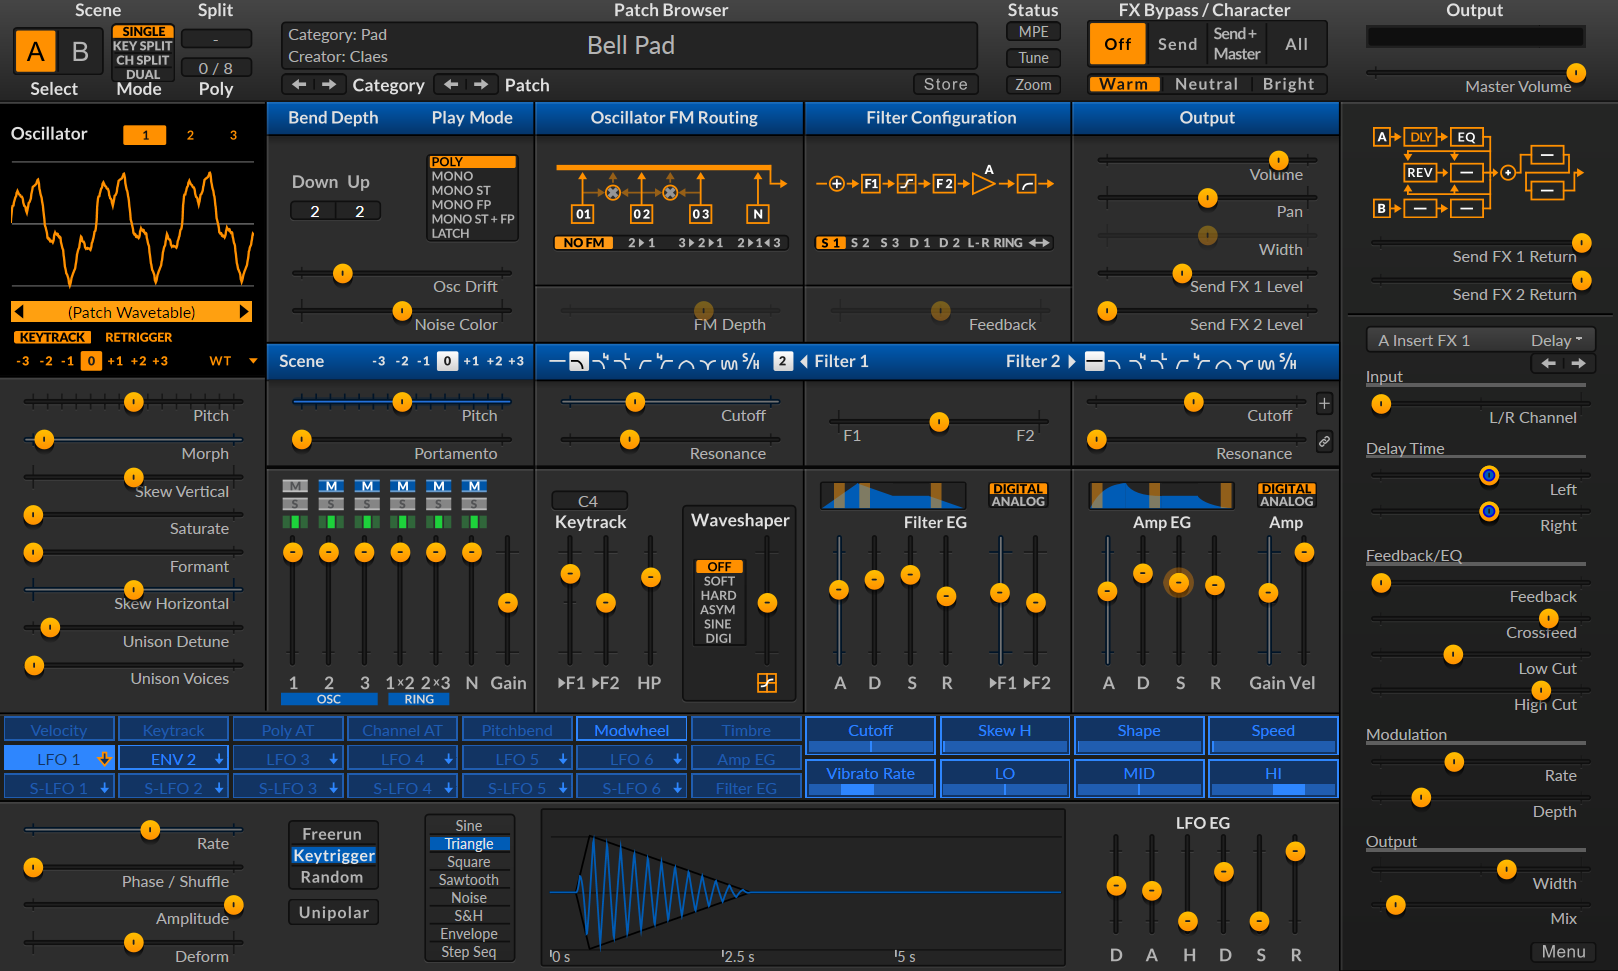 Scene
Split
Patch Browser
Status
FX Bypass / Character
Output
A
B
SINGLE
KEY SPLIT
CH SPLIT
DUAL
-
0 / 8
Select
Mode
Poly
Category: Pad
Creator: Claes
Bell Pad
Category
Patch
Store
MPE
Tune
Zoom
Off
Send
Send +
Master
All
Warm
Neutral
Bright
Master Volume
Oscillator
1
2
3
(Patch Wavetable)
KEYTRACK
RETRIGGER
-3 -2 -1 0 +1 +2 +3
WT
Bend Depth
Play Mode
Down Up
2
2
POLY
MONO
MONO ST
MONO FP
MONO ST + FP
LATCH
Osc Drift
Noise Color
Oscillator FM Routing
O1
O2
O3
N
NO FM
2▸1
3▸2▸1
2▸1◂3
FM Depth
Filter Configuration
F1
F2
A
S 1 S 2 S 3 D 1 D 2 L-R RING
Feedback
Output
Volume
Pan
Width
Send FX 1 Level
Send FX 2 Level
A DLY EQ
REV
B
Send FX 1 Return
Send FX 2 Return
Scene
-3 -2 -1 0 +1 +2 +3
S/H
2
Filter 1
Filter 2
S/H
Pitch
Morph
Skew Vertical
Saturate
Formant
Skew Horizontal
Unison Detune
Unison Voices
Pitch
Portamento
Cutoff
Resonance
F1
F2
Cutoff
Resonance
+
M M M M M M
S S S S S S
1 2 3 1×2 2×3 N Gain
OSC
RING
C4
Keytrack
▸F1 ▸F2 HP
Waveshaper
OFF
SOFT
HARD
ASYM
SINE
DIGI
DIGITAL
ANALOG
Filter EG
A D S R ▸F1 ▸F2
DIGITAL
ANALOG
Amp EG
Amp
A D S R Gain Vel
A Insert FX 1
Delay
Input
L/R Channel
Delay Time
Left
Right
Feedback/EQ
Feedback
Crossfeed
Low Cut
High Cut
Modulation
Rate
Depth
Output
Width
Mix
Menu
Velocity
Keytrack
Poly AT
Channel AT
Pitchbend
Modwheel
Timbre
Cutoff
Skew H
Shape
Speed
LFO 1
ENV 2
LFO 3
LFO 4
LFO 5
LFO 6
Amp EG
S-LFO 1
S-LFO 2
S-LFO 3
S-LFO 4
S-LFO 5
S-LFO 6
Filter EG
Vibrato Rate
LO
MID
HI
Rate
Phase / Shuffle
Amplitude
Deform
Freerun
Keytrigger
Random
Unipolar
Sine
Triangle
Square
Sawtooth
Noise
S&H
Envelope
Step Seq
0 s
2.5 s
5 s
LFO EG
D A H D S R